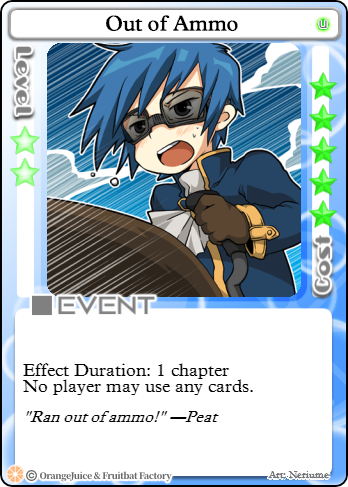 Out of Ammo
U
Level
Cost
EVENT
Effect Duration: 1 chapter
No player may use any cards.
"Ran out of ammo!" —Peat
© OrangeJuice & Fruitbat Factory
Art: Neriume